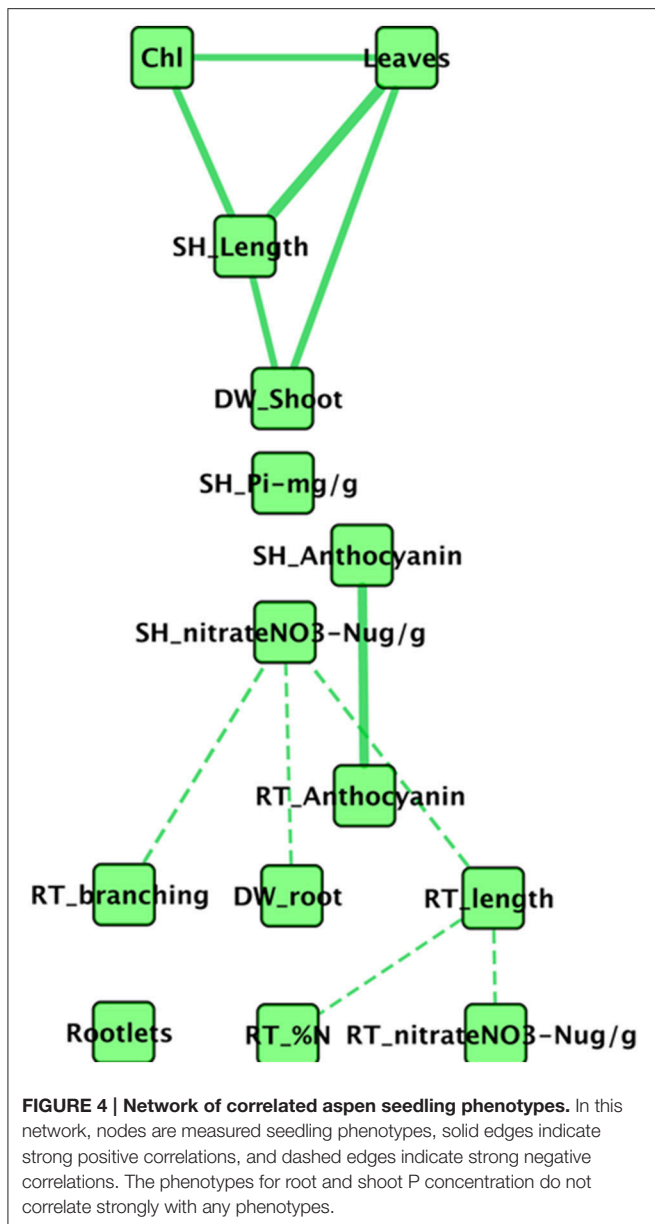 Chl
Leaves
SH_Length
DW_Shoot
SH_Pi-mg/g
SH_Anthocyanin
SH_nitrateNO3-Nug/g
RT_Anthocyanin
RT_branching
DW_root
RT_length
Rootlets
RT_%N
RT_nitrateNO3-Nug/g
FIGURE 4 | Network of correlated aspen seedling phenotypes. In this
network, nodes are measured seedling phenotypes, solid edges indicate
strong positive correlations, and dashed edges indicate strong negative
correlations. The phenotypes for root and shoot P concentration do not
correlate strongly with any phenotypes.